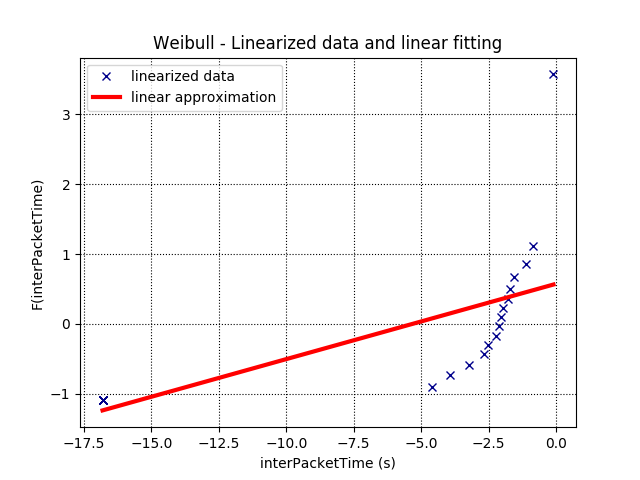 Weibull - Linearized data and linear fitting
linearized data
linear approximation
F(interPacketTime)
3
2
1
0
−1
−17.5 −15.0 −12.5 −10.0 −7.5 −5.0 −2.5 0.0
interPacketTime (s)